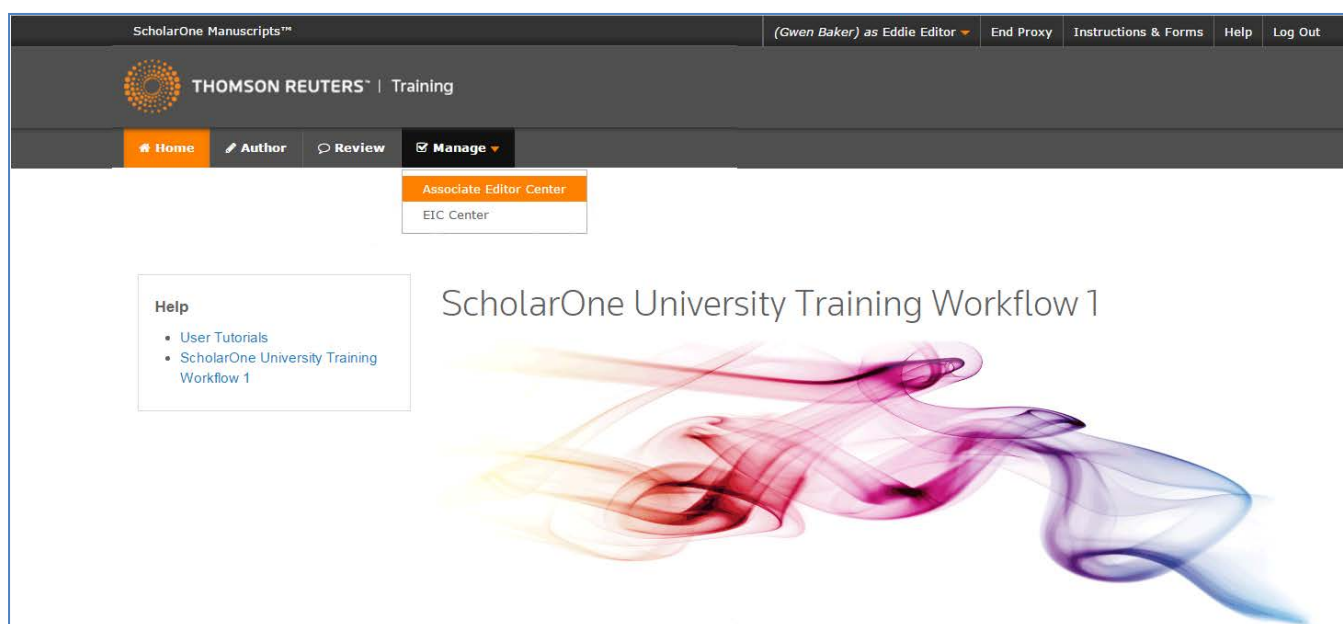 ScholarOne Manuscripts™
(Gwen Baker) as Eddie Editor
End Proxy
Instructions & Forms
Help
Log Out
THOMSON REUTERS™ | Training
Home
Author
Review
Manage
Associate Editor Center
EIC Center
Help
User Tutorials
ScholarOne University Training
Workflow 1
ScholarOne University Training Workflow 1